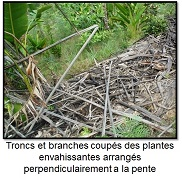 Troncs et branches coupés des plantes
envahissantes arrangés
perpendiculairement a la pente